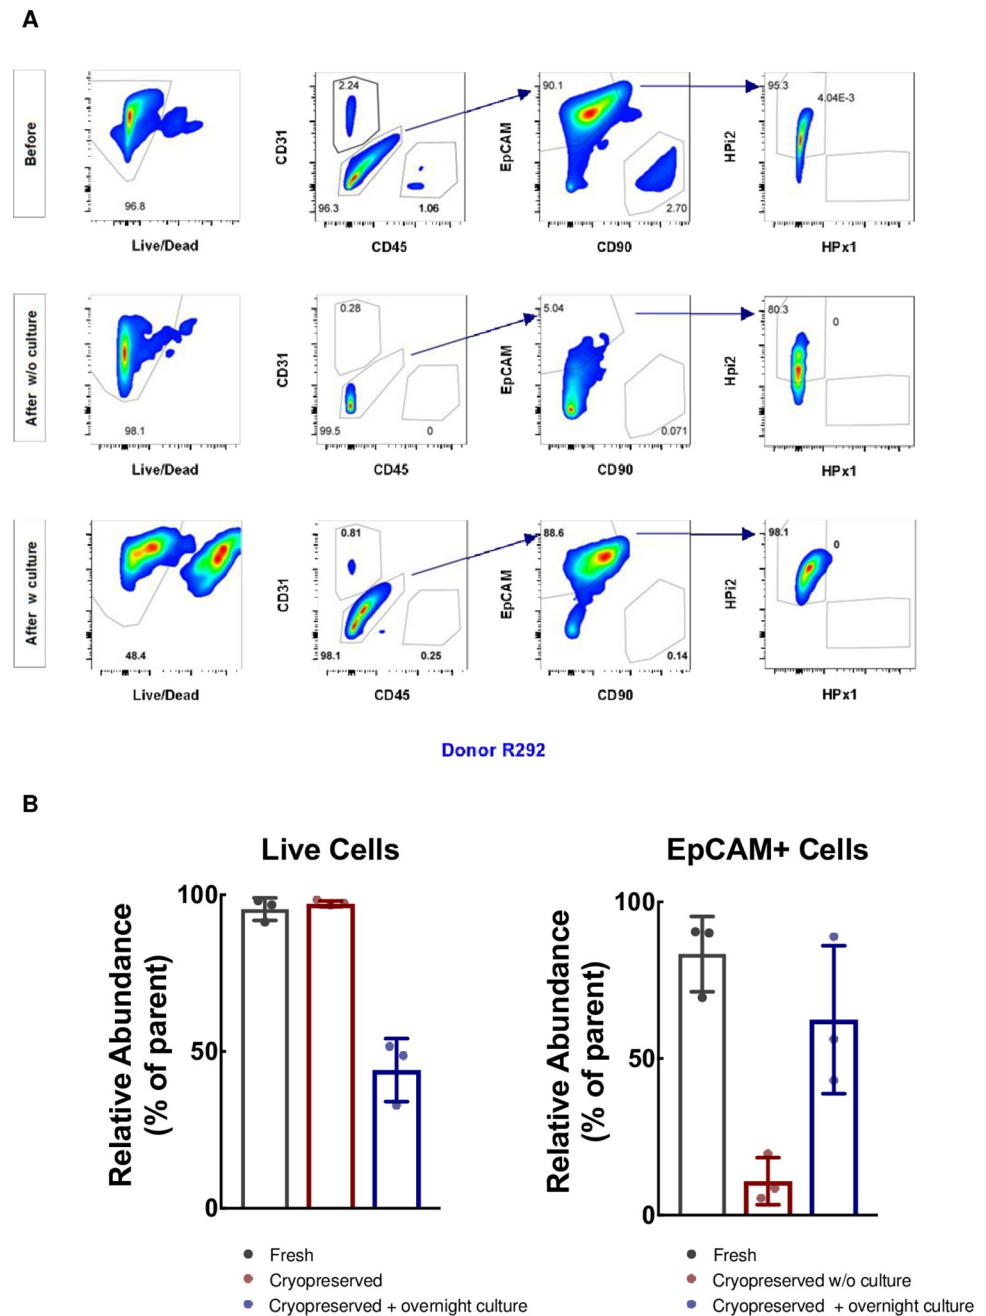 A
Before
96.8
Live/Dead
CD31
2.24
96.3
1.06
CD45
EpCAM
90.1
2.70
CD90
HPi2
95.3
4.04E-3
HPx1
After w/o culture
98.1
Live/Dead
CD31
0.28
99.5
0
CD45
EpCAM
5.04
0.071
CD90
Hpi2
80.3
0
HPX1
After w culture
48.4
Live/Dead
CD31
0.81
98.1
0.25
CD45
EpCAM
88.6
0.14
CD90
HPi2
98.1
0
HPx1
Donor R292
B
Live Cells
Relative Abundance
(% of parent)
100
50
0
Fresh
Cryopreserved
Cryopreserved + overnight culture
EpCAM+ Cells
Relative Abundance
(% of parent)
100
50
0
Fresh
Cryopreserved w/o culture
Cryopreserved + overnight culture